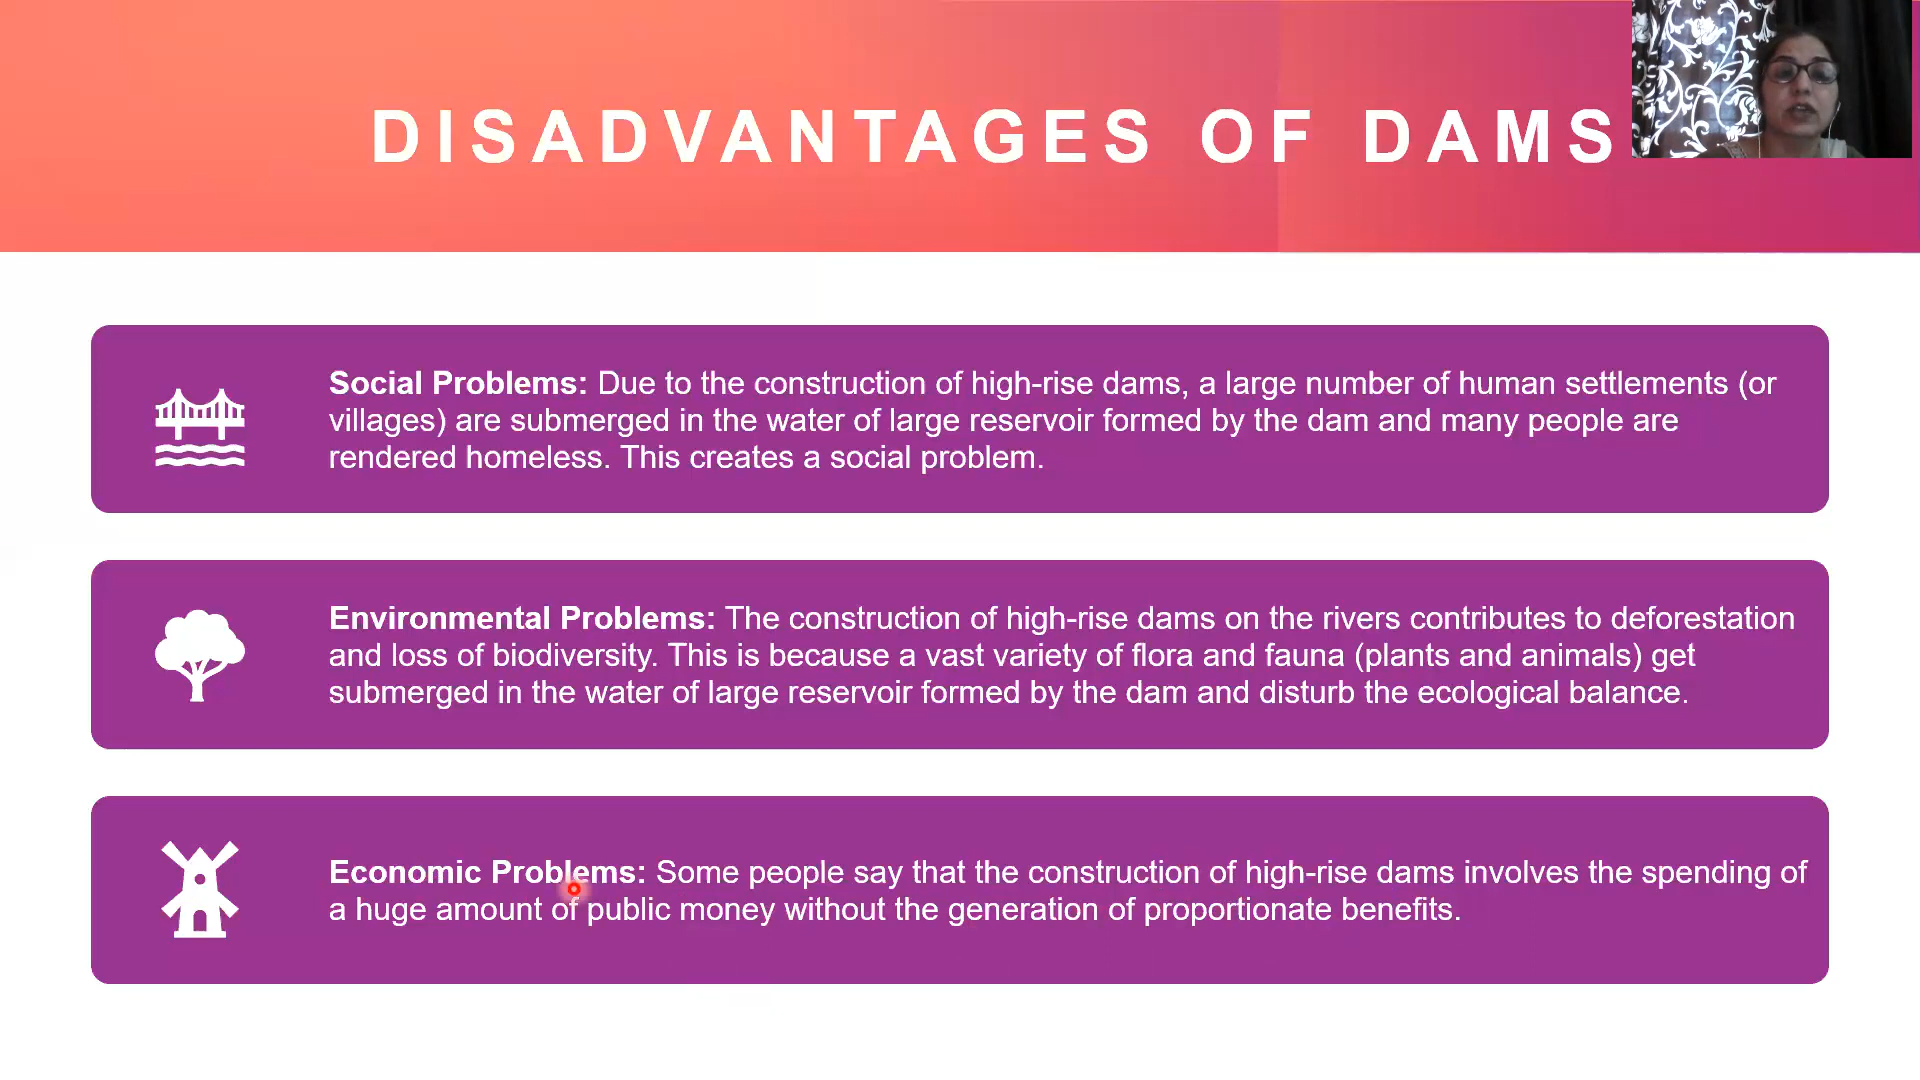 DISADVANTAGES OF DAMS
Social Problems: Due to the construction of high-rise dams, a large number of human settlements (or
villages) are submerged in the water of large reservoir formed by the dam and many people are
rendered homeless. This creates a social problem.
Environmental Problems: The construction of high-rise dams on the rivers contributes to deforestation
and loss of biodiversity. This is because a vast variety of flora and fauna (plants and animals) get
submerged in the water of large reservoir formed by the dam and disturb the ecological balance.
Economic Problems: Some people say that the construction of high-rise dams involves the spending of
a huge amount of public money without the generation of proportionate benefits.